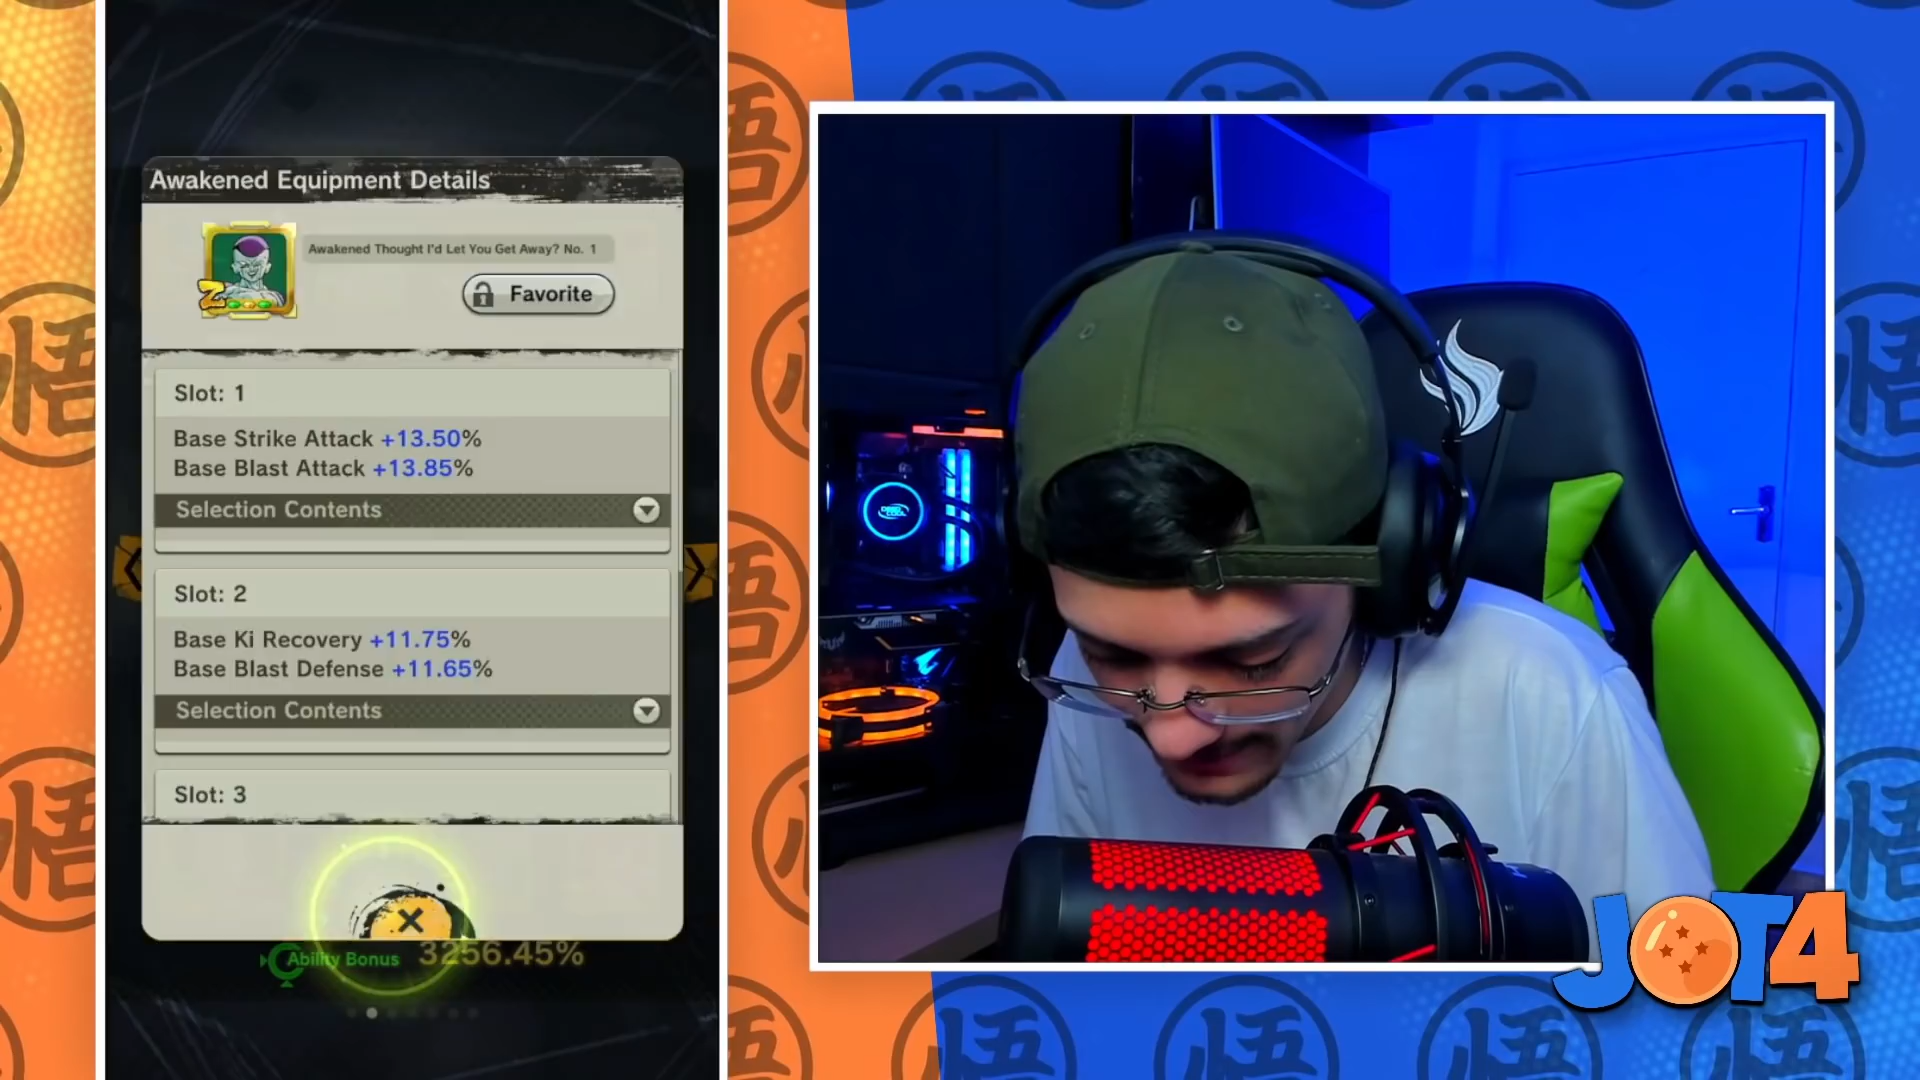 Awakened Equipment Details
Awakened Thought I'd Let You Get Away? No. 1
Z
Favorite
Slot: 1
Base Strike Attack +13.50%
Base Blast Attack +13.85%
Selection Contents
Slot: 2
Base Ki Recovery +11.75%
Base Blast Defense +11.65%
Selection Contents
Slot: 3
Ability Bonus 3256.45%
悟
JOT4